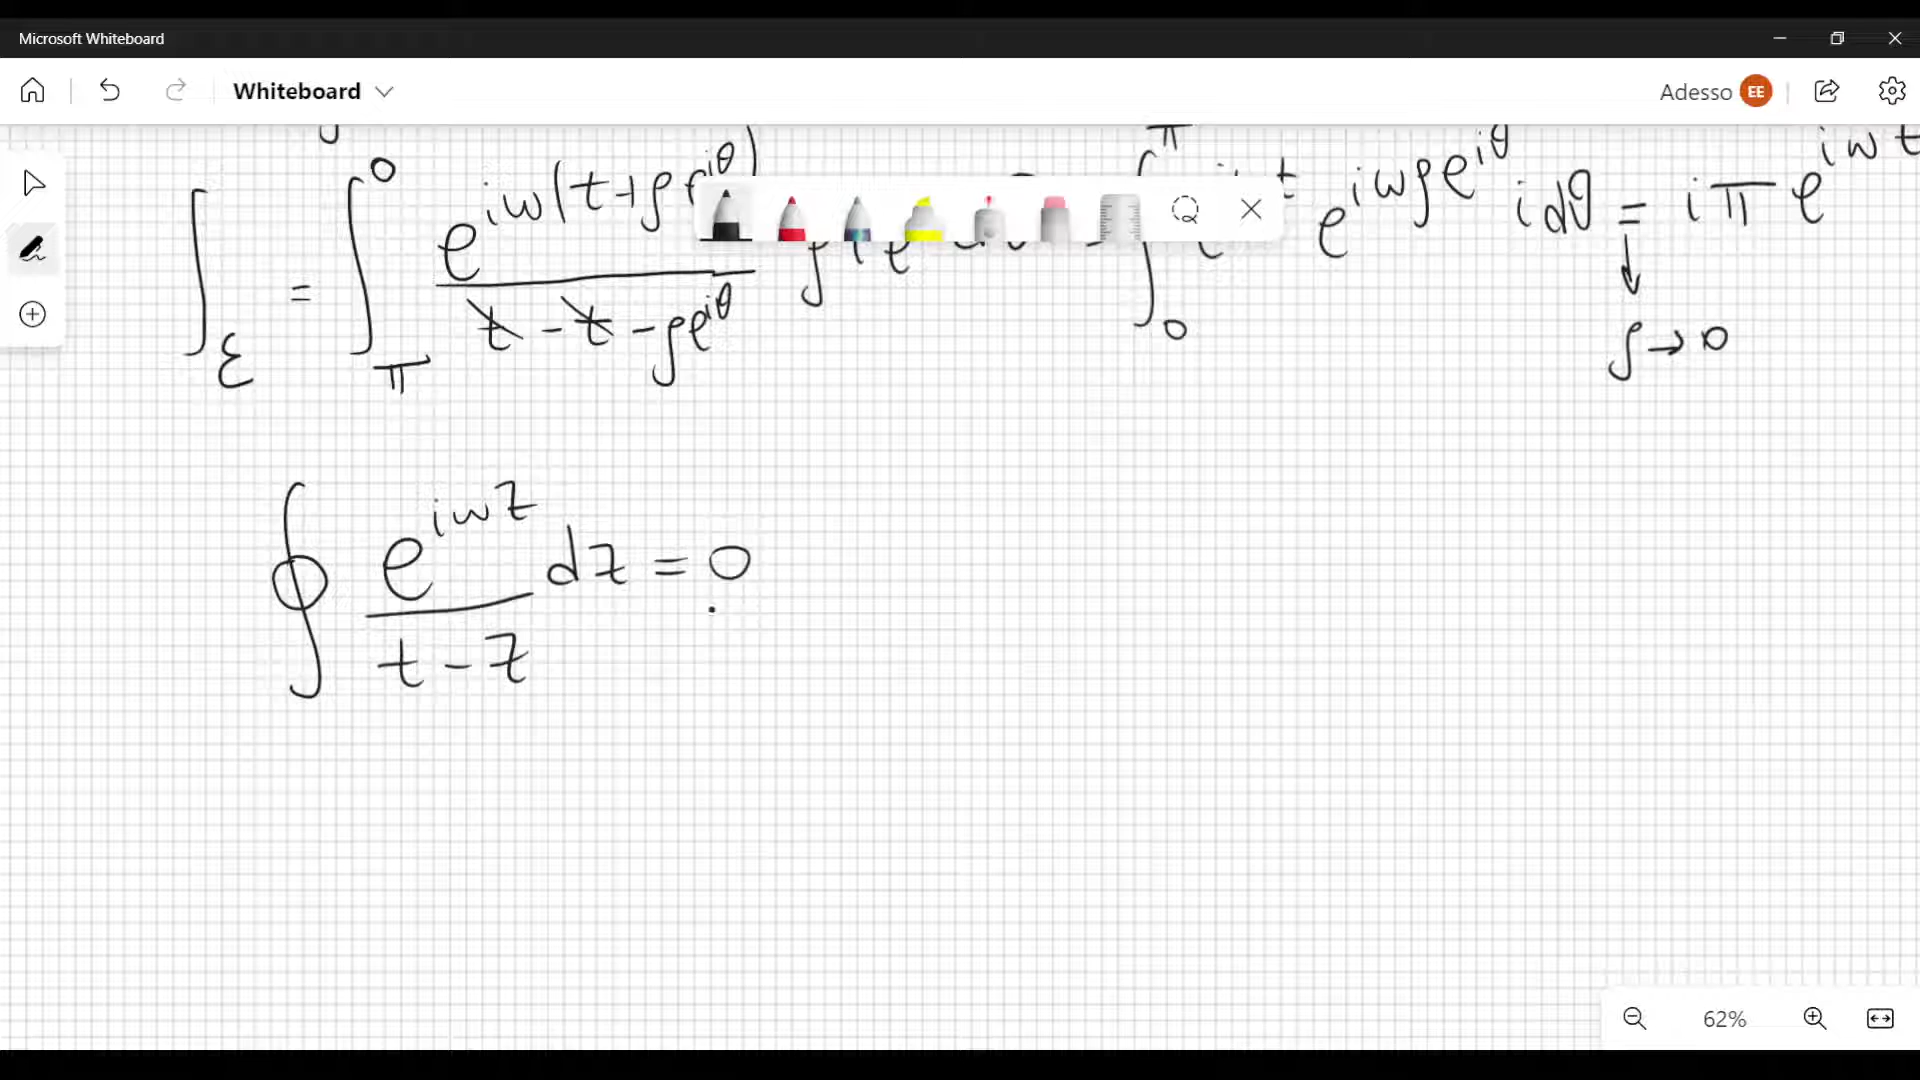 Microsoft Whiteboard
Whiteboard
Adesso EE
∫_ε = ∫_π^0 e^{iω(t+ρe^{iθ})} / (t - t - ρe^{iθ}) ∫_0^π e^{iωρe^{iθ}} i dθ = iπ e^{iωt}
ρ → 0
∮ e^{iωz} / (t - z) dz = 0
62%